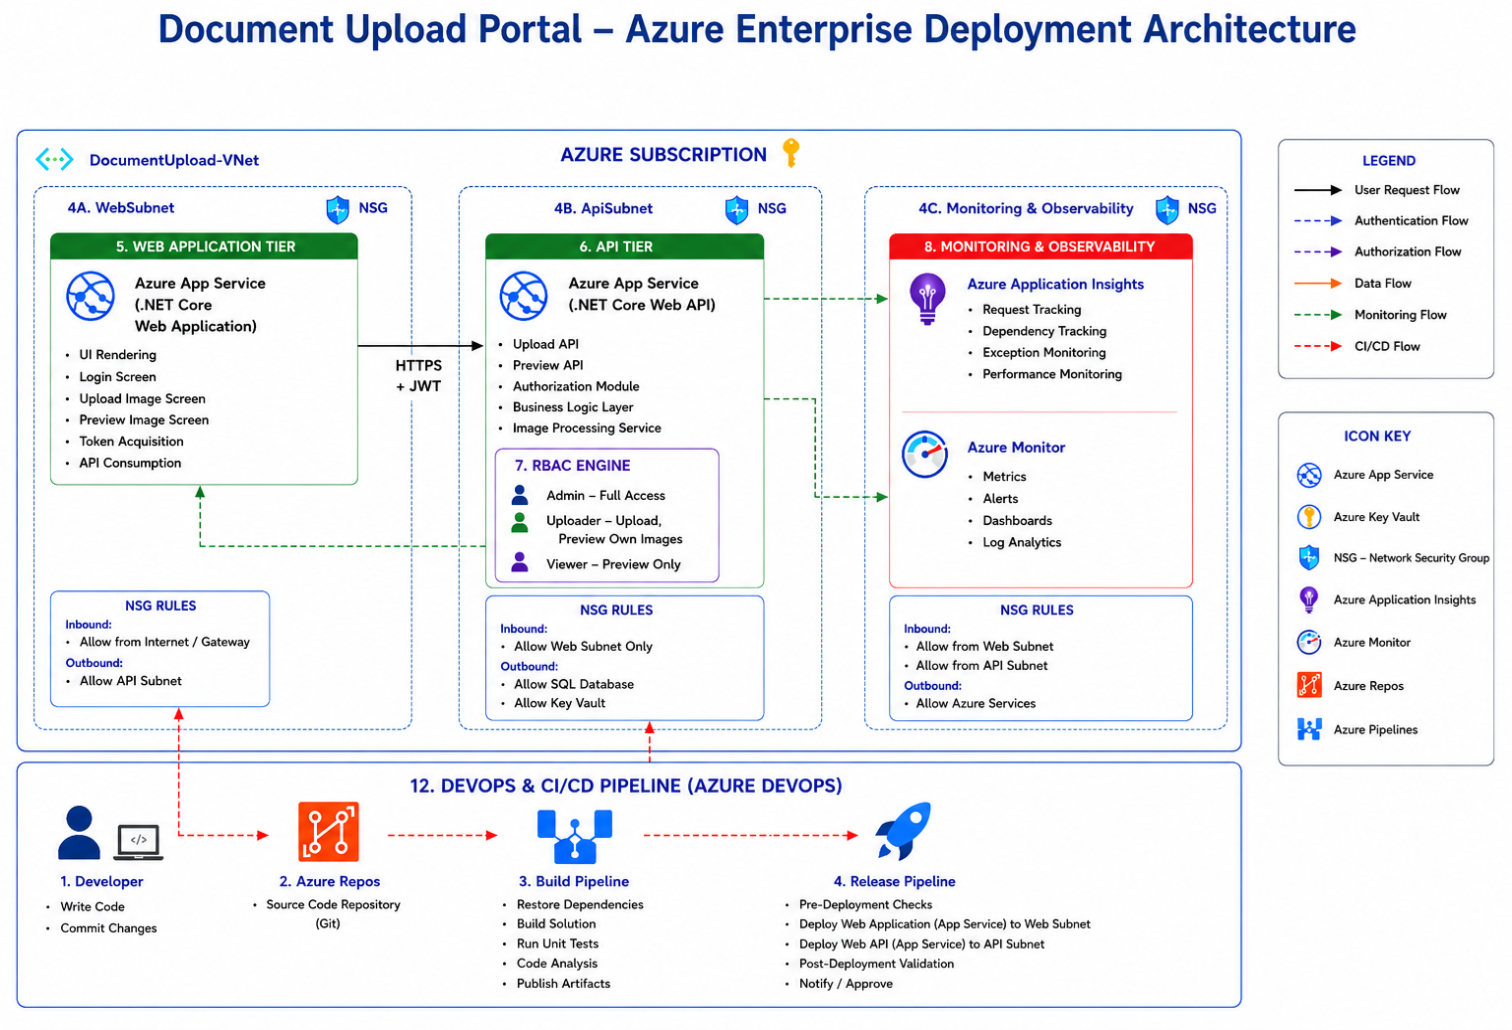 Document Upload Portal – Azure Enterprise Deployment Architecture
DocumentUpload-VNet
AZURE SUBSCRIPTION
4A. WebSubnet
NSG
5. WEB APPLICATION TIER
Azure App Service
(.NET Core
Web Application)
• UI Rendering
• Login Screen
• Upload Image Screen
• Preview Image Screen
• Token Acquisition
• API Consumption
NSG RULES
Inbound:
• Allow from Internet / Gateway
Outbound:
• Allow API Subnet
HTTPS
+ JWT
4B. ApiSubnet
NSG
6. API TIER
Azure App Service
(.NET Core Web API)
• Upload API
• Preview API
• Authorization Module
• Business Logic Layer
• Image Processing Service
7. RBAC ENGINE
Admin – Full Access
Uploader – Upload,
Preview Own Images
Viewer – Preview Only
NSG RULES
Inbound:
• Allow Web Subnet Only
Outbound:
• Allow SQL Database
• Allow Key Vault
4C. Monitoring & Observability
NSG
8. MONITORING & OBSERVABILITY
Azure Application Insights
• Request Tracking
• Dependency Tracking
• Exception Monitoring
• Performance Monitoring
Azure Monitor
• Metrics
• Alerts
• Dashboards
• Log Analytics
NSG RULES
Inbound:
• Allow from Web Subnet
• Allow from API Subnet
Outbound:
• Allow Azure Services
LEGEND
User Request Flow
Authentication Flow
Authorization Flow
Data Flow
Monitoring Flow
CI/CD Flow
ICON KEY
Azure App Service
Azure Key Vault
NSG – Network Security Group
Azure Application Insights
Azure Monitor
Azure Repos
Azure Pipelines
12. DEVOPS & CI/CD PIPELINE (AZURE DEVOPS)
</>
1. Developer
• Write Code
• Commit Changes
2. Azure Repos
• Source Code Repository
(Git)
3. Build Pipeline
• Restore Dependencies
• Build Solution
• Run Unit Tests
• Code Analysis
• Publish Artifacts
4. Release Pipeline
• Pre-Deployment Checks
• Deploy Web Application (App Service) to Web Subnet
• Deploy Web API (App Service) to API Subnet
• Post-Deployment Validation
• Notify / Approve